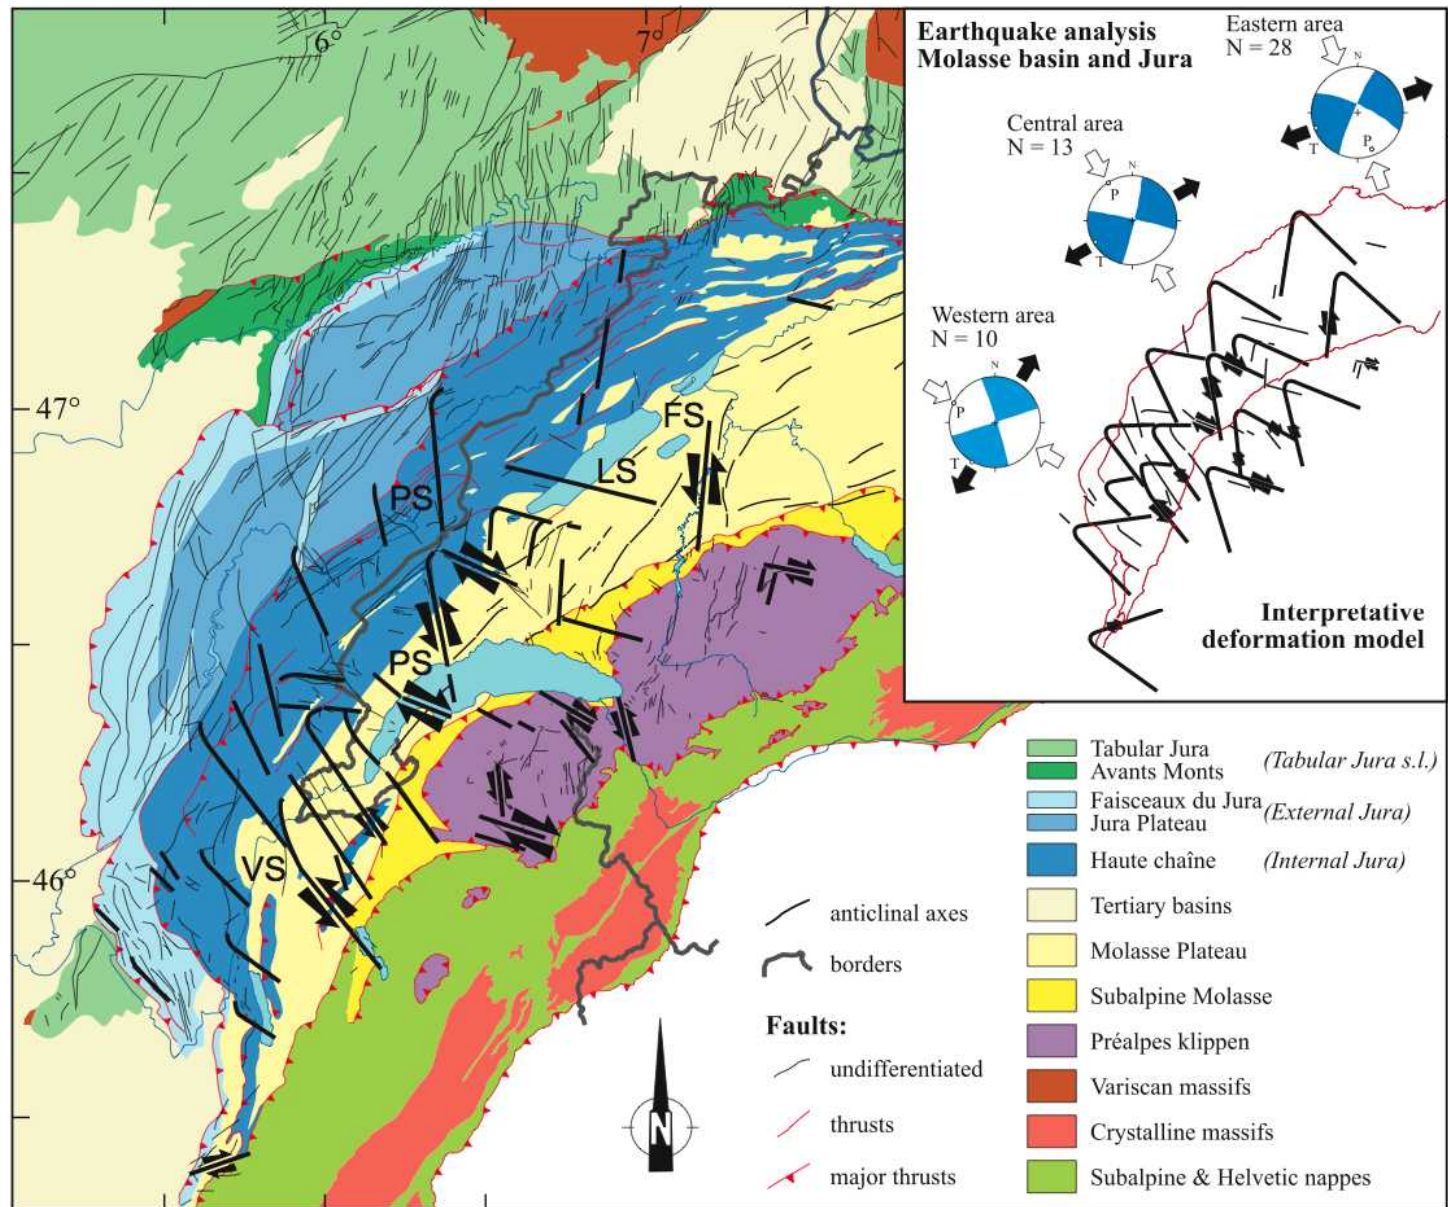 6°
7°
47°
46°
PS
FS
LS
PS
VS
Earthquake analysis
Molasse basin and Jura
Eastern area
N = 28
N
P
T
Central area
N = 13
N
P
T
Western area
N = 10
N
P
T
Interpretative
deformation model
anticlinal axes
borders
Faults:
undifferentiated
thrusts
major thrusts
N
Tabular Jura
Avants Monts
(Tabular Jura s.l.)
Faisceaux du Jura
Jura Plateau
(External Jura)
Haute chaîne
(Internal Jura)
Tertiary basins
Molasse Plateau
Subalpine Molasse
Préalpes klippen
Variscan massifs
Crystalline massifs
Subalpine & Helvetic nappes